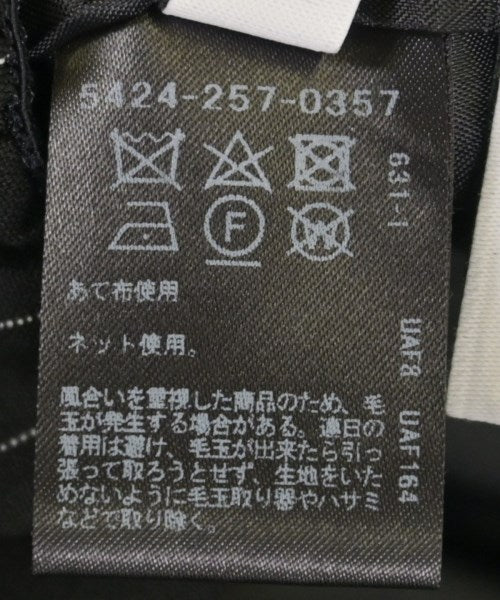 5424-257-0357
F
W
631-1
UAF8 UAF164
あて布使用
ネット使用。
風合いを重視した商品のため、毛
玉が発生する場合がある。連日の
着用は避け、毛玉が出来たら引っ
張って取ろうとせず、生地をいた
めないように毛玉取り器やハサミ
などで取り除く。